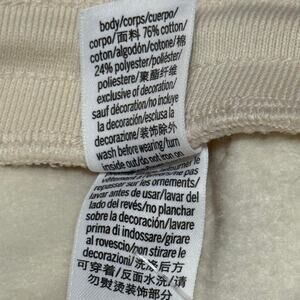 body/corps/cuerpo/
corpo/面料 76% cotton/
coton/algodón/cotone/棉
24% polyester/poliéster/
poliestere/聚酯纤维
exclusive of decoration/
sauf décoration/no incluye
la decoración/esclusa la
decorazione/装饰除外
wash before wearing/turn
inside out/do not iron on
vêtement à
repasser sur les ornements/
lavar antes de usar/lavar del
lado del revés/no planchar
sobre la decoración/lavare
prima di indossare/girare
al rovescio/non stirare le
decorazioni/洗涤后方
可穿着/反面水洗/请
勿熨烫装饰部分